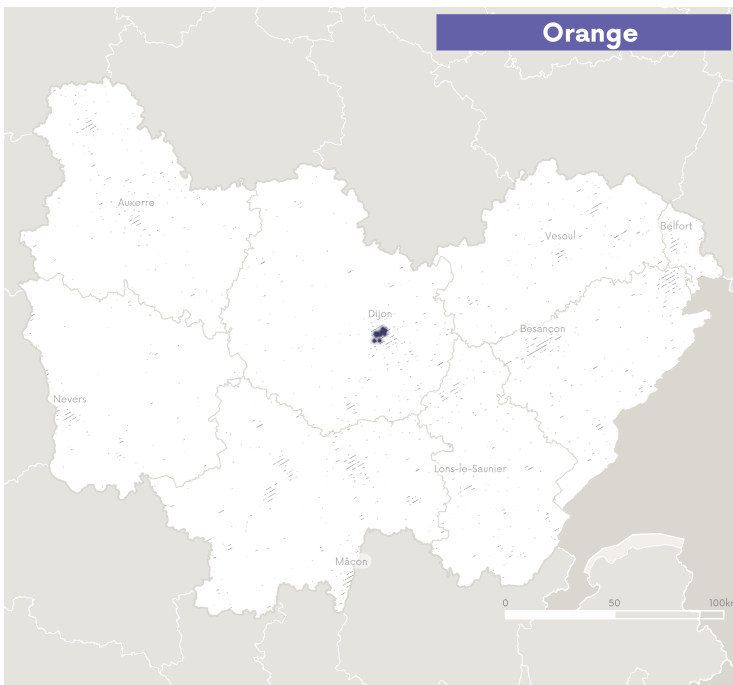 Orange
Auxerre
Belfort
Vesoul
Dijon
Besançon
Nevers
Lons-le-Saunier
Mâcon
0 50 100km